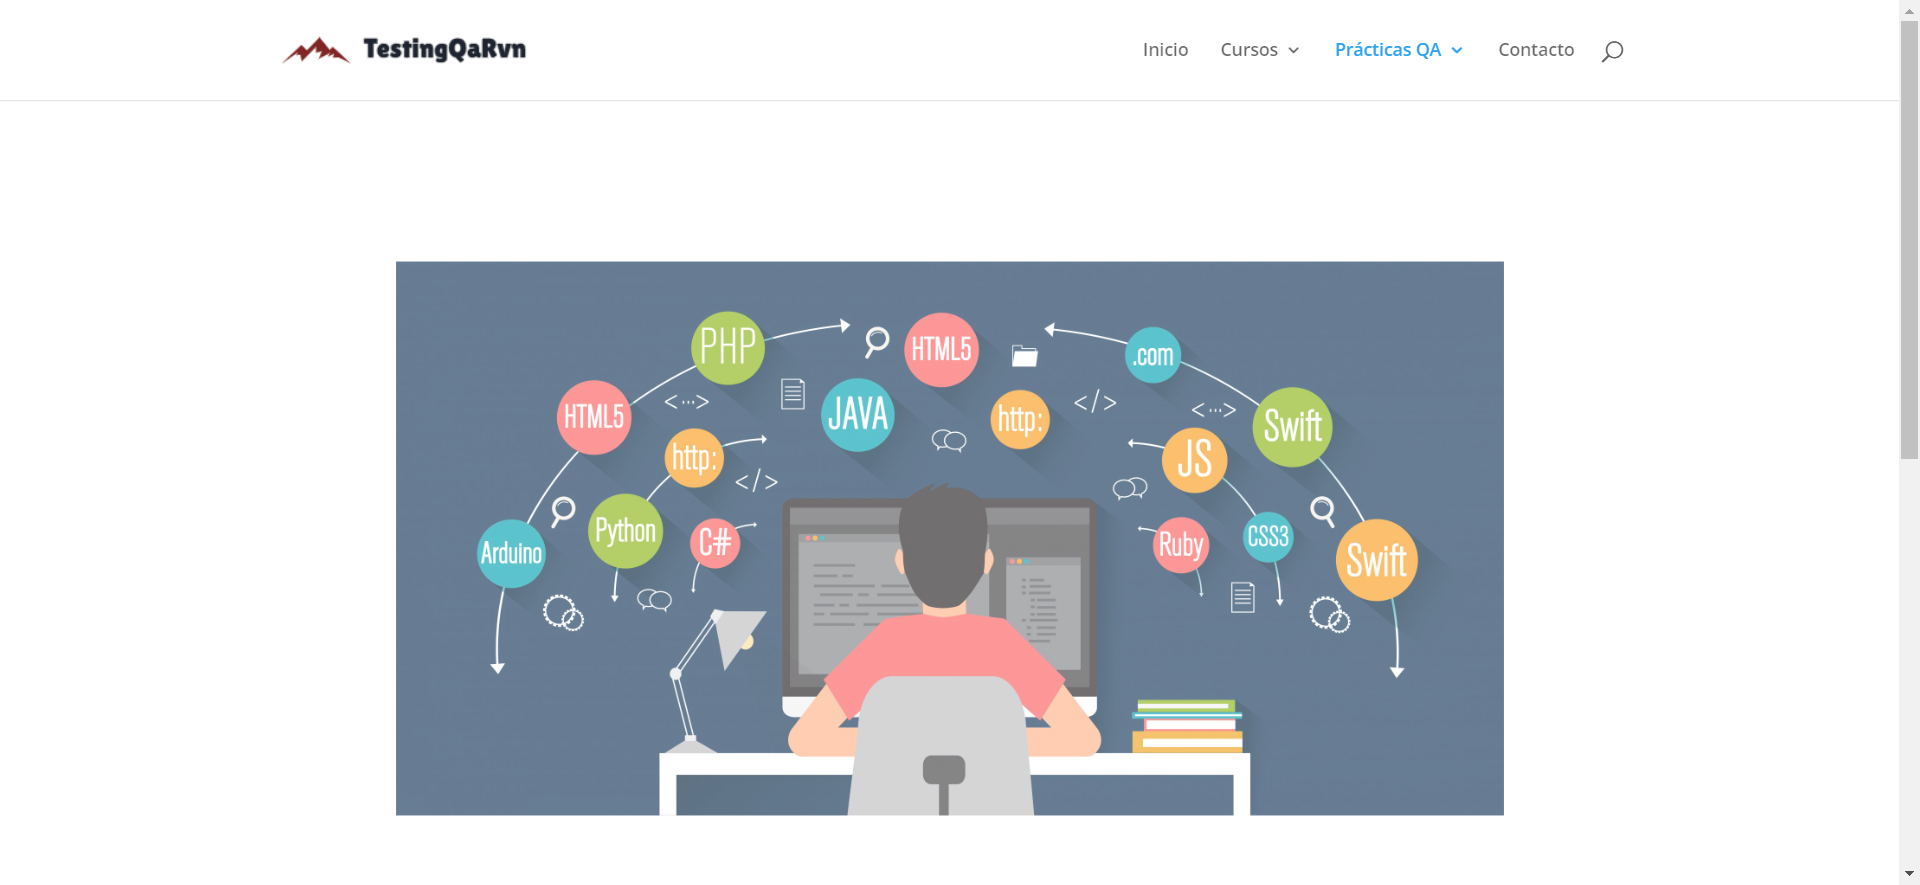 TestingQaRvn
Inicio
Cursos
Prácticas QA
Contacto
PHP
HTML5
.com
HTML5
JAVA
http:
Swift
http:
JS
Python
C#
Ruby
CSS3
Arduino
Swift